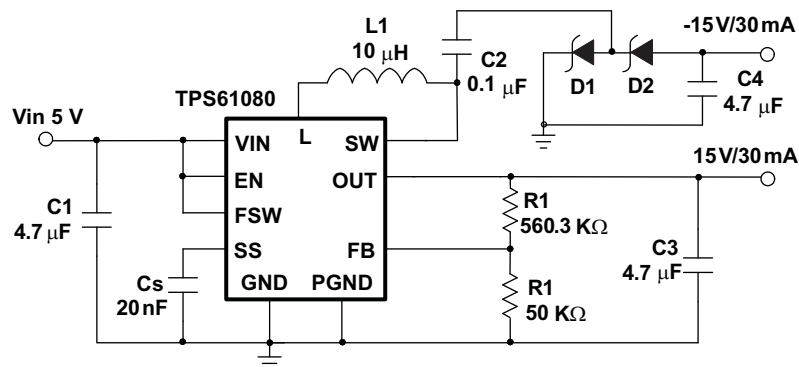 L1
10 μH
C2
0.1 μF
D1
D2
-15V/30mA
C4
4.7 μF
TPS61080
Vin 5 V
L
VIN
SW
EN
OUT
15V/30mA
FSW
C1
4.7 μF
R1
560.3 KΩ
SS
FB
C3
4.7 μF
Cs
20nF
GND
PGND
R1
50 KΩ